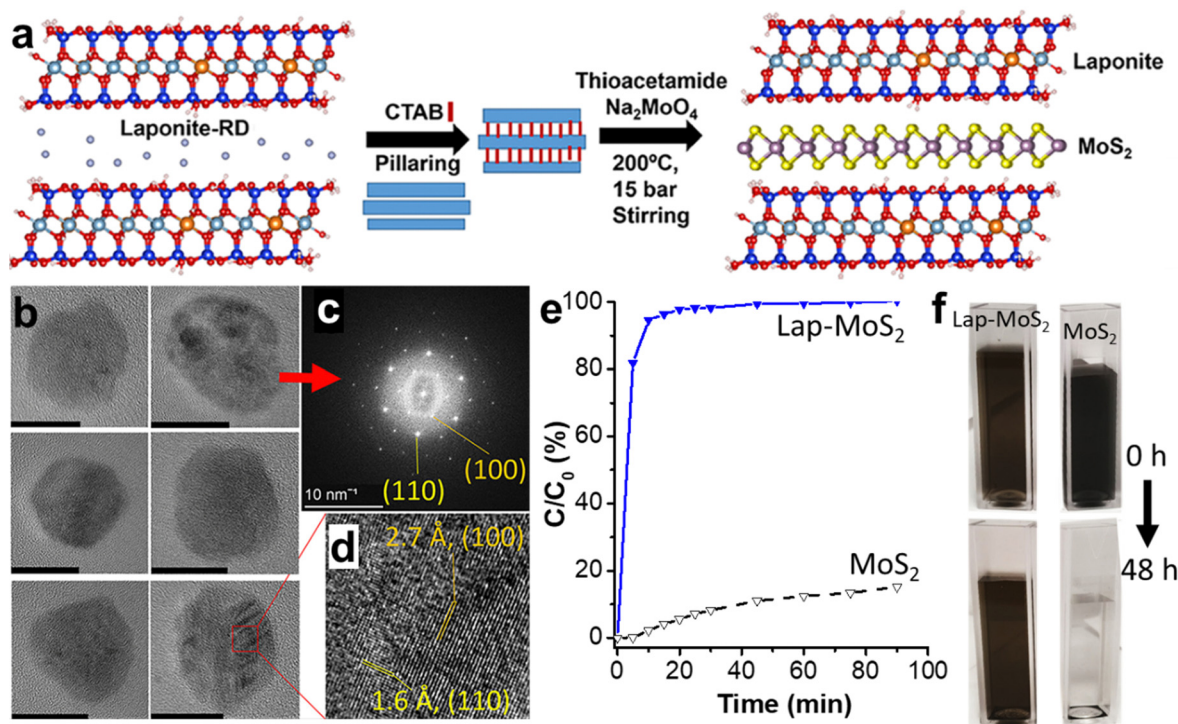 a
Laponite-RD
CTAB
Pillaring
Thioacetamide
Na₂MoO₄
200ºC,
15 bar
Stirring
Laponite
MoS₂
b
c
(100)
(110)
10 nm⁻¹
d
2.7 Å, (100)
1.6 Å, (110)
e
C/C₀ (%)
100
80
60
40
20
0
Lap-MoS₂
MoS₂
0 20 40 60 80 100
Time (min)
f
Lap-MoS₂
MoS₂
0 h
48 h